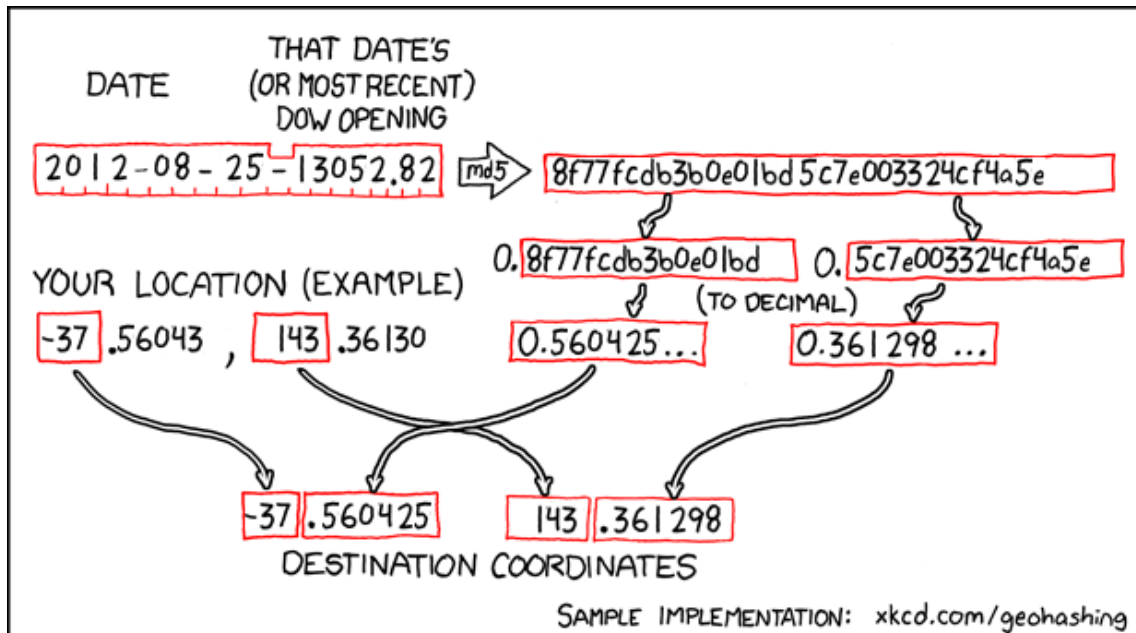 DATE
THAT DATE'S
(OR MOST RECENT)
DOW OPENING
2012-08-25-13052.82
md5
8f77fcdb3b0e01bd5c7e003324cf4a5e
0.8f77fcdb3b0e01bd
0.5c7e003324cf4a5e
(TO DECIMAL)
YOUR LOCATION (EXAMPLE)
-37.56043, 143.36130
0.560425...
0.361298...
-37.560425
143.361298
DESTINATION COORDINATES
SAMPLE IMPLEMENTATION: xkcd.com/geohashing